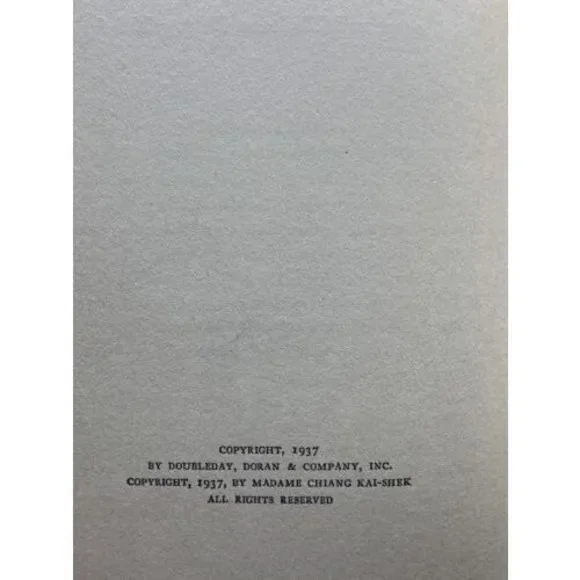 COPYRIGHT, 1937
BY DOUBLEDAY, DORAN & COMPANY, INC.
COPYRIGHT, 1937, BY MADAME CHIANG KAI-SHEK
ALL RIGHTS RESERVED